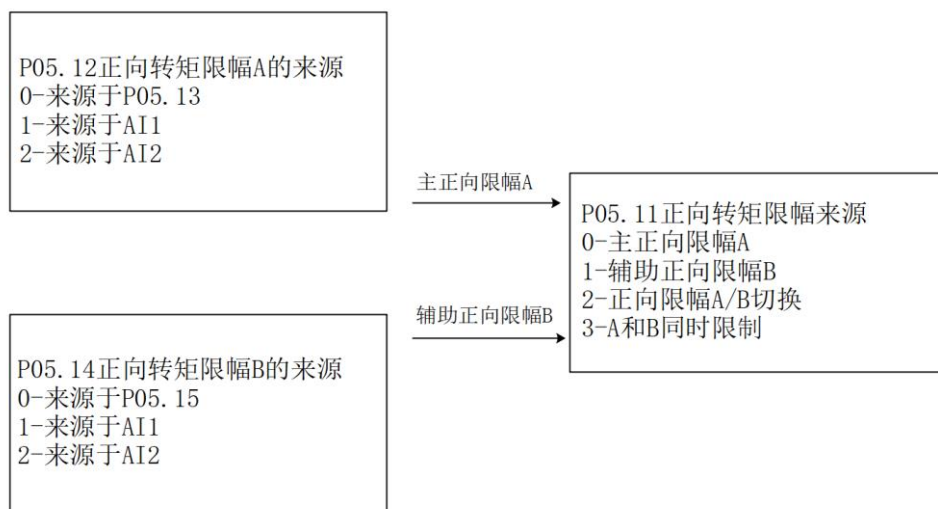 P05.12正向转矩限幅A的来源
0-来源于P05.13
1-来源于AI1
2-来源于AI2
主正向限幅A
P05.11正向转矩限幅来源
0-主正向限幅A
1-辅助正向限幅B
2-正向限幅A/B切换
3-A和B同时限制
辅助正向限幅B
P05.14正向转矩限幅B的来源
0-来源于P05.15
1-来源于AI1
2-来源于AI2